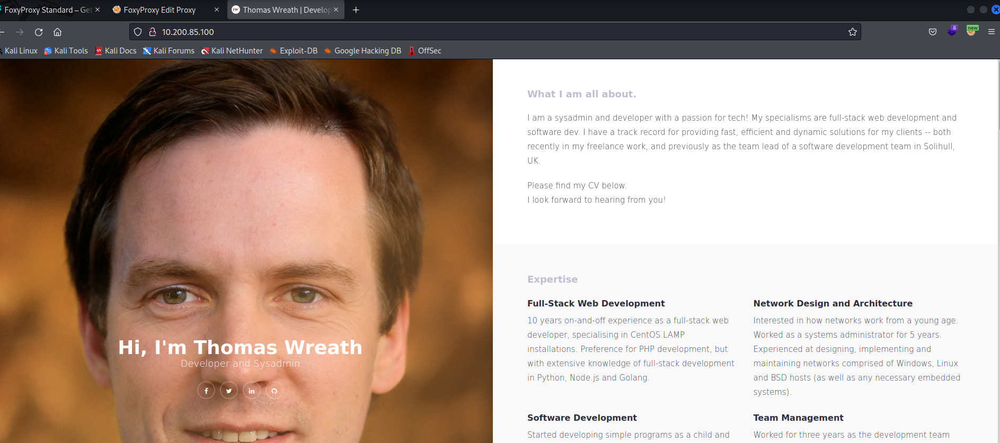 FoxyProxy Standard – Get
FoxyProxy Edit Proxy
TW Thomas Wreath | Develop
10.200.85.100
8
new
Kali Linux
Kali Tools
Kali Docs
Kali Forums
Kali NetHunter
Exploit-DB
Google Hacking DB
OffSec
Hi, I'm Thomas Wreath
Developer and Sysadmin
What I am all about.
I am a sysadmin and developer with a passion for tech! My specialisms are full-stack web development and
software dev. I have a track record for providing fast, efficient and dynamic solutions for my clients -- both
recently in my freelance work, and previously as the team lead of a software development team in Solihull,
UK.
Please find my CV below.
I look forward to hearing from you!
Expertise
Full-Stack Web Development
10 years on-and-off experience as a full-stack web
developer, specialising in CentOS LAMP
installations. Preference for PHP development, but
with extensive knowledge of full-stack development
in Python, Node.js and Golang.
Network Design and Architecture
Interested in how networks work from a young age.
Worked as a systems administrator for 5 years.
Experienced at designing, implementing and
maintaining networks comprised of Windows, Linux
and BSD hosts (as well as any necessary embedded
systems).
Software Development
Started developing simple programs as a child and
Team Management
Worked for three years as the development team